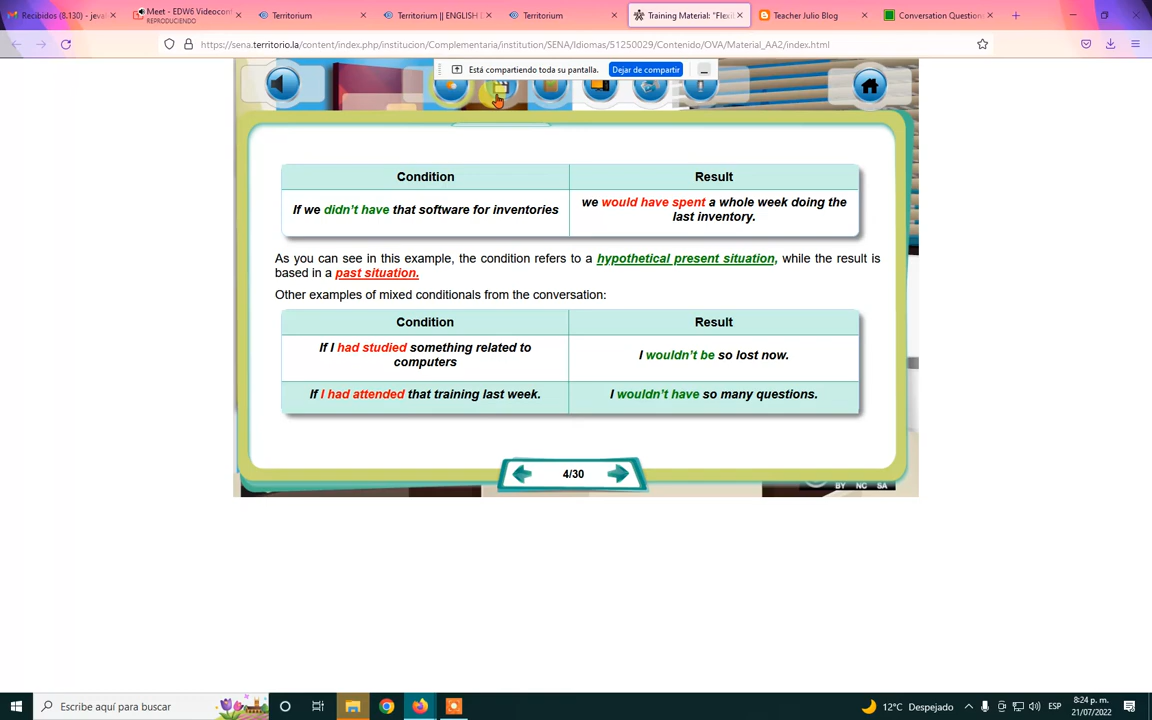 Recibidos (8.130) - jeval
Meet - EDW6 Videocont
REPRODUCIENDO
Territorium
Territorium || ENGLISH D
Territorium
Training Material: "Flexib
Teacher Julio Blog
Conversation Question
https://sena.territorio.la/content/index.php/institucion/Complementaria/institution/SENA/Idiomas/51250029/Contenido/OVA/Material_AA2/index.html
Está compartiendo toda su pantalla.
Dejar de compartir
Condition Result
If we didn't have that software for inventories
we would have spent a whole week doing the
last inventory.
As you can see in this example, the condition refers to a hypothetical present situation, while the result is
based in a past situation.
Other examples of mixed conditionals from the conversation:
Condition Result
If I had studied something related to
computers
I wouldn't be so lost now.
If I had attended that training last week.
I wouldn't have so many questions.
4/30
BY NC SA
Escribe aquí para buscar
12°C Despejado
ESP
8:24 p. m.
21/07/2022